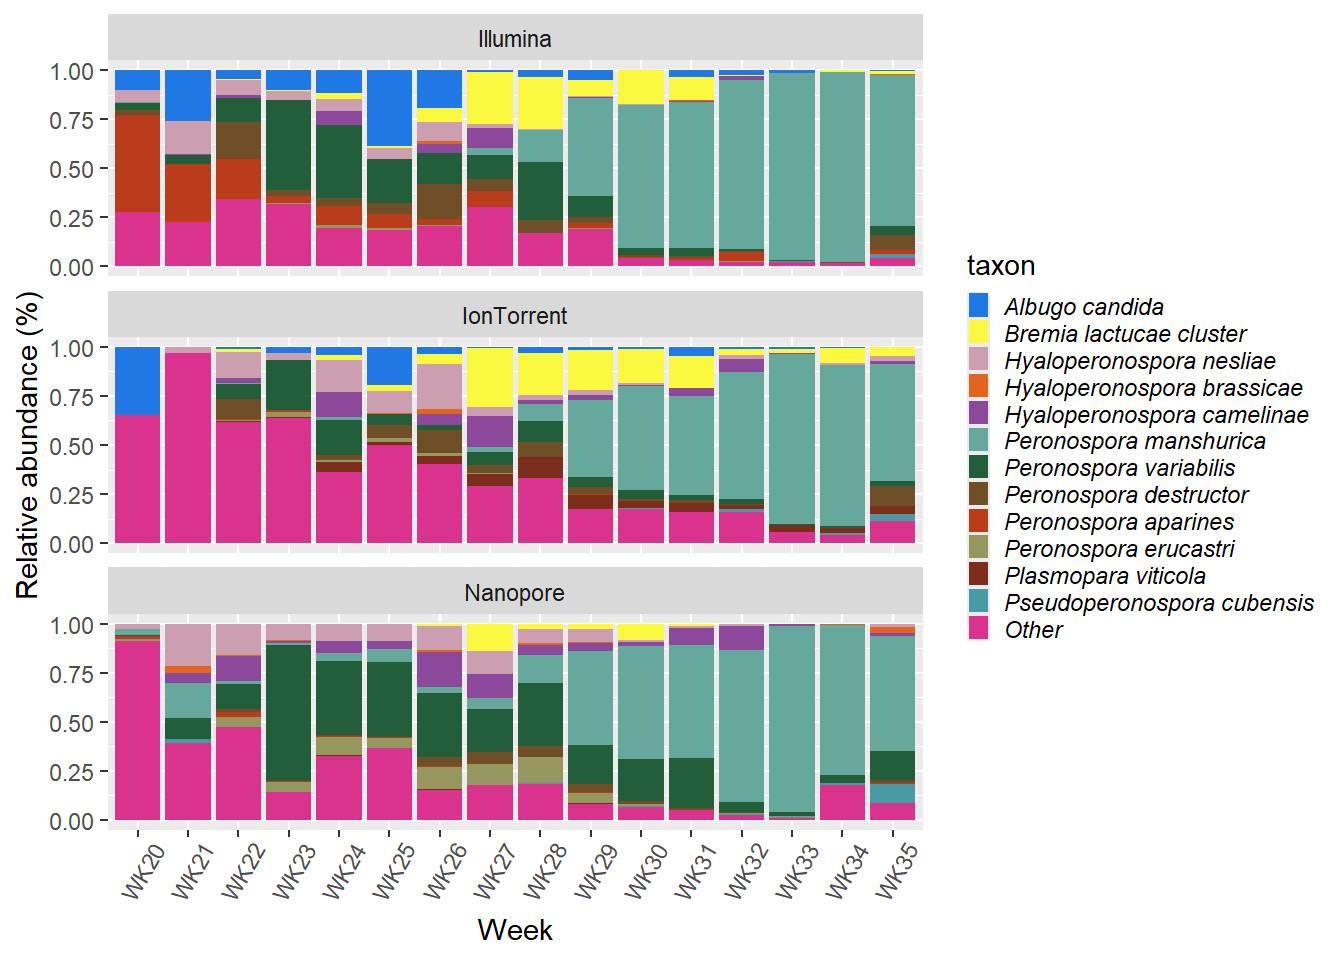 Illumina
1.00
0.75
0.50
0.25
0.00
IonTorrent
1.00
0.75
0.50
0.25
0.00
Nanopore
1.00
0.75
0.50
0.25
0.00
Relative abundance (%)
WK20 WK21 WK22 WK23 WK24 WK25 WK26 WK27 WK28 WK29 WK30 WK31 WK32 WK33 WK34 WK35
Week
taxon
Albugo candida
Bremia lactucae cluster
Hyaloperonospora nesliae
Hyaloperonospora brassicae
Hyaloperonospora camelinae
Peronospora manshurica
Peronospora variabilis
Peronospora destructor
Peronospora aparines
Peronospora erucastri
Plasmopara viticola
Pseudoperonospora cubensis
Other